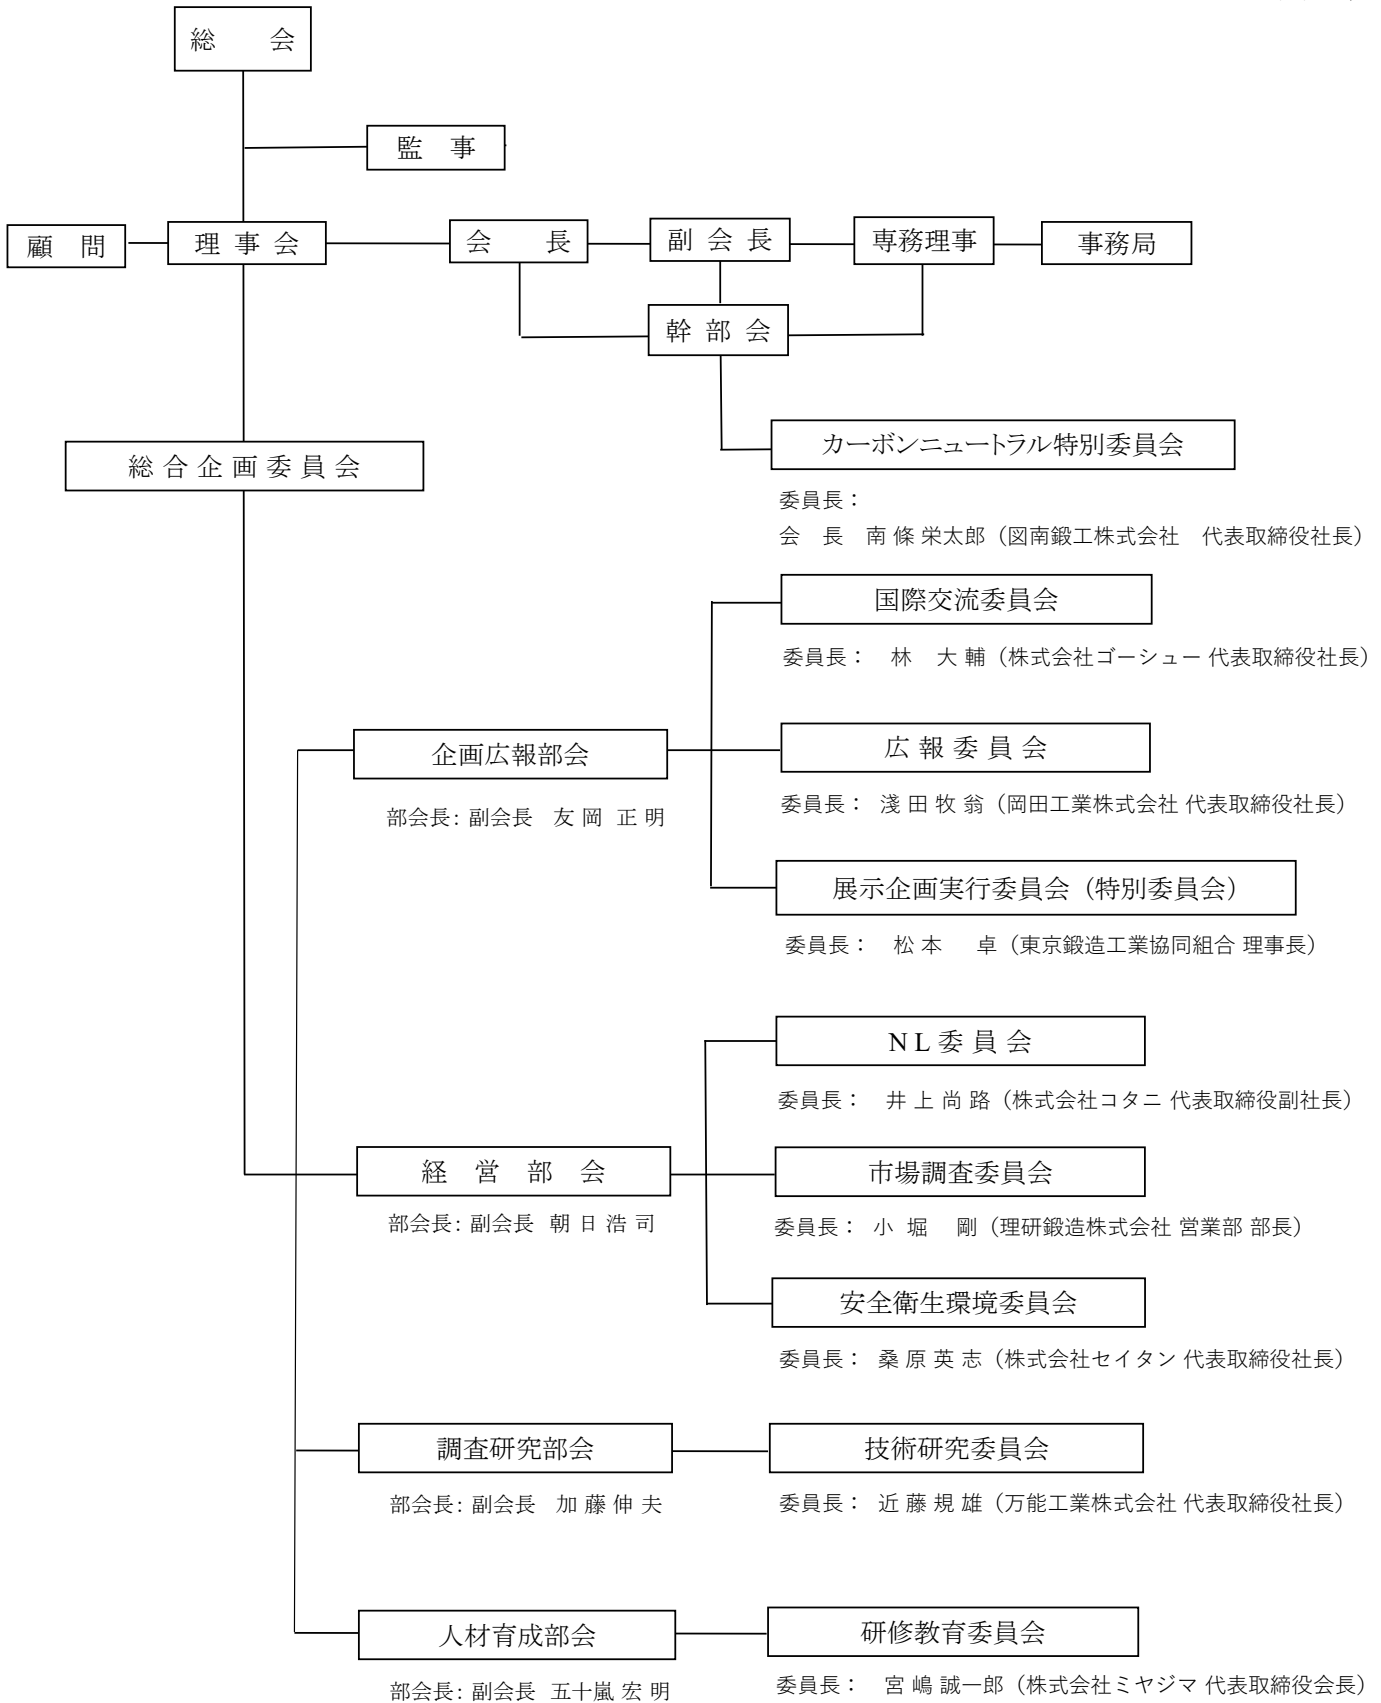 総　会
監　事
顧　問
理 事 会
会　長
副 会 長
専務理事
事務局
幹 部 会
カーボンニュートラル特別委員会
総 合 企 画 委 員 会
委員長：
会　長　南 條 栄太郎（図南鍛工株式会社　代表取締役社長）
国際交流委員会
委員長：　林　大 輔（株式会社ゴーシュー 代表取締役社長）
企画広報部会
広 報 委 員 会
部会長: 副会長　友 岡 正 明
委員長：　淺 田 牧 翁（岡田工業株式会社 代表取締役社長）
展示企画実行委員会（特別委員会）
委員長：　松 本　卓（東京鍛造工業協同組合 理事長）
N L 委 員 会
委員長：　井 上 尚 路（株式会社コタニ 代表取締役副社長）
経　営　部　会
市場調査委員会
部会長: 副会長　朝 日 浩 司
委員長：　小 堀　剛（理研鍛造株式会社 営業部 部長）
安全衛生環境委員会
委員長：　桑 原 英 志（株式会社セイタン 代表取締役社長）
調査研究部会
技術研究委員会
部会長: 副会長　加 藤 伸 夫
委員長：　近 藤 規 雄（万能工業株式会社 代表取締役社長）
人材育成部会
研修教育委員会
部会長: 副会長　五十嵐 宏 明
委員長：　宮 嶋 誠一郎（株式会社ミヤジマ 代表取締役会長）